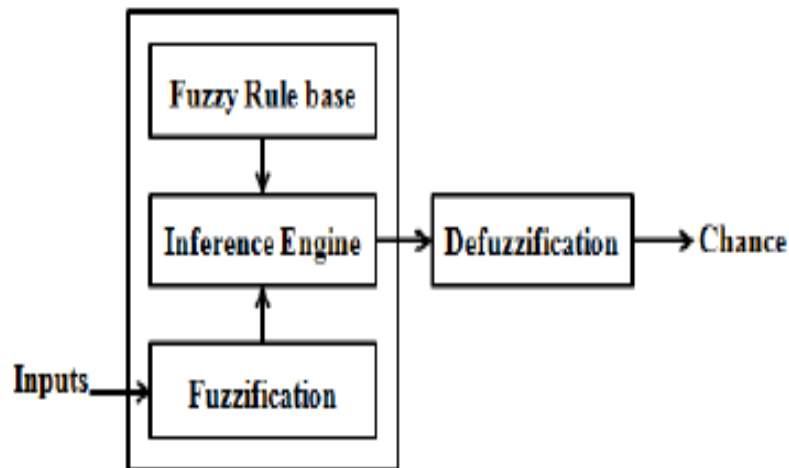 Fuzzy Rule base
Inference Engine
Defuzzification
Chance
Inputs
Fuzzification